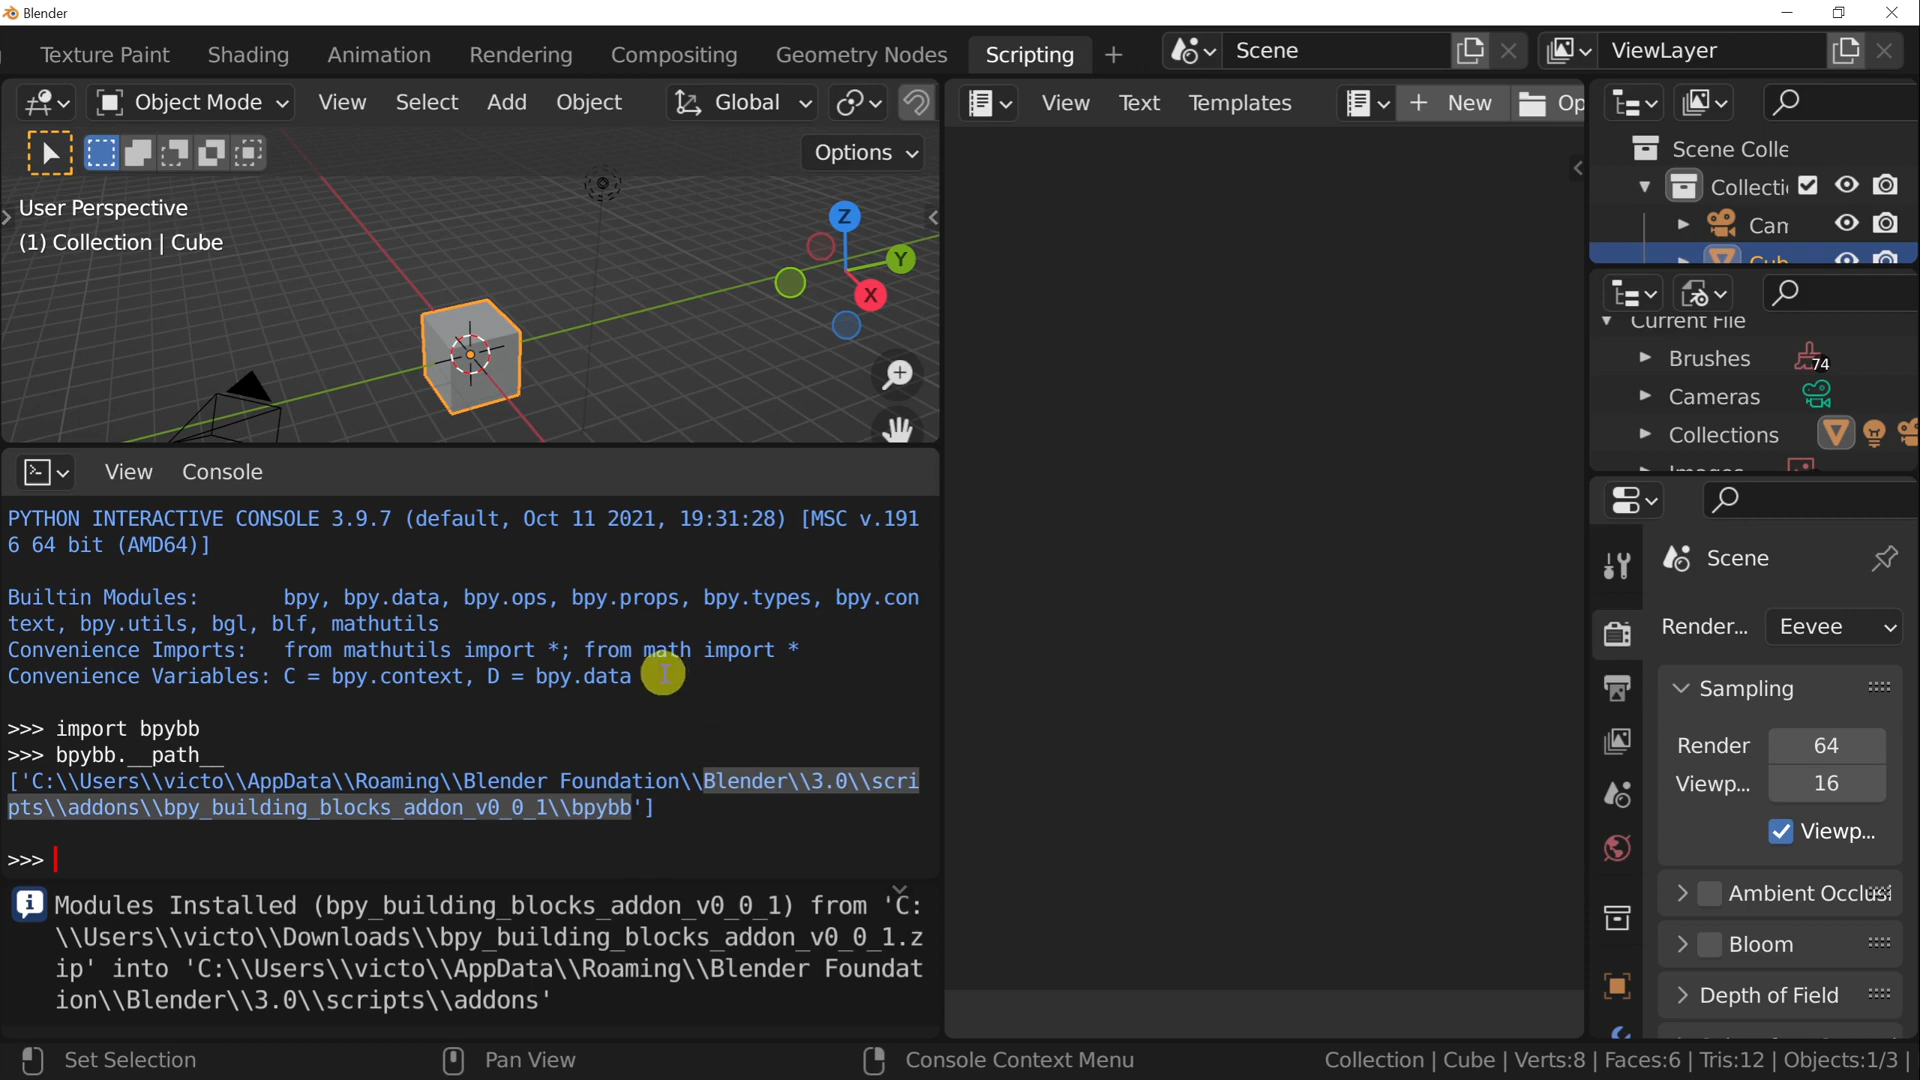 Blender
Texture Paint Shading Animation Rendering Compositing Geometry Nodes Scripting + Scene ViewLayer
Object Mode View Select Add Object Global View Text Templates + New Op
Options
Scene Colle
User Perspective
Collecti
(1) Collection | Cube
Cam
Cub
Z
Y
X
Current File
Brushes 74
Cameras
Collections
Images
View Console
PYTHON INTERACTIVE CONSOLE 3.9.7 (default, Oct 11 2021, 19:31:28) [MSC v.191
6 64 bit (AMD64)]
Builtin Modules: bpy, bpy.data, bpy.ops, bpy.props, bpy.types, bpy.con
text, bpy.utils, bgl, blf, mathutils
Convenience Imports: from mathutils import *; from math import *
Convenience Variables: C = bpy.context, D = bpy.data
>>> import bpybb
>>> bpybb.__path__
['C:\\Users\\victo\\AppData\\Roaming\\Blender Foundation\\Blender\\3.0\\scri
pts\\addons\\bpy_building_blocks_addon_v0_0_1\\bpybb']
>>>
Modules Installed (bpy_building_blocks_addon_v0_0_1) from 'C:
\\Users\\victo\\Downloads\\bpy_building_blocks_addon_v0_0_1.z
ip' into 'C:\\Users\\victo\\AppData\\Roaming\\Blender Foundat
ion\\Blender\\3.0\\scripts\\addons'
Scene
Render... Eevee
Sampling
Render 64
Viewp... 16
Viewp...
Ambient Occlusi
Bloom
Depth of Field
Set Selection Pan View Console Context Menu Collection | Cube | Verts:8 | Faces:6 | Tris:12 | Objects:1/3 |